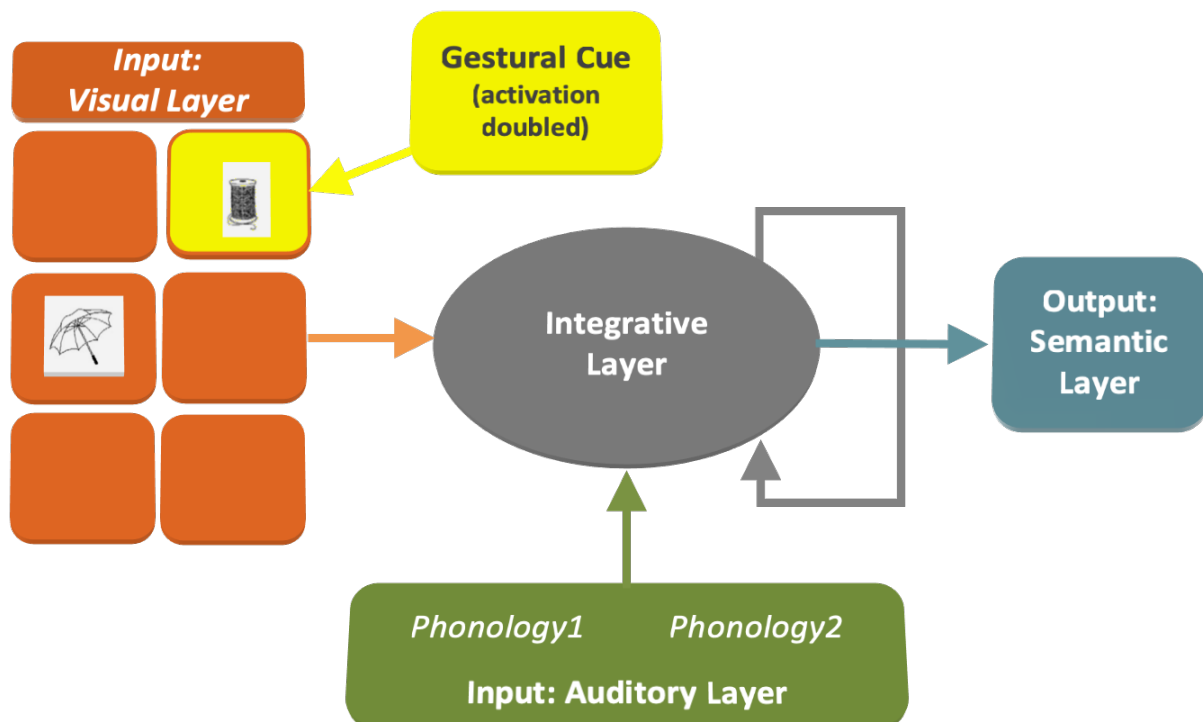 Input:
Visual Layer
Gestural Cue
(activation
doubled)
Integrative
Layer
Output:
Semantic
Layer
Phonology1 Phonology2
Input: Auditory Layer